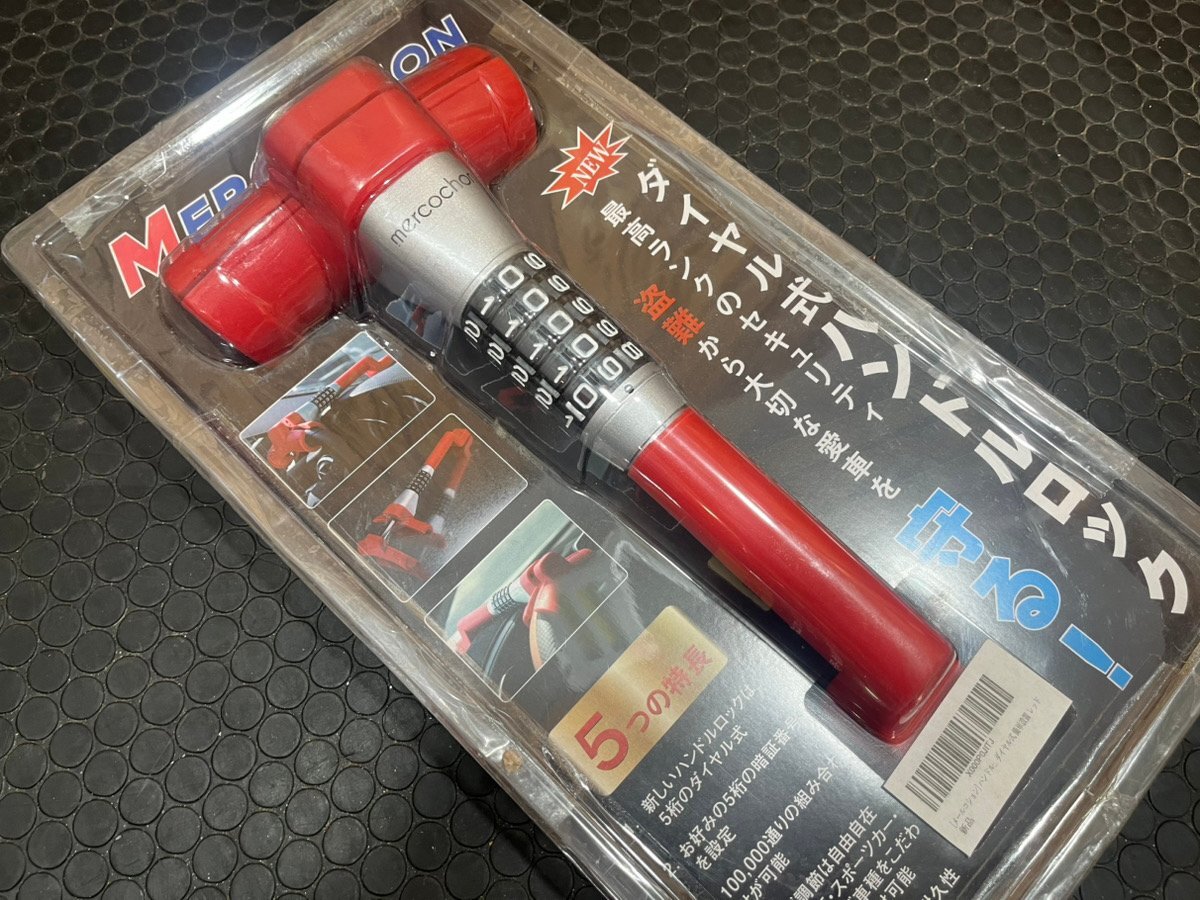 NEW
ダイヤル式ハンドルロック
最高ランクのセキュリティ
盗難から大切な愛車を
守る!
mercocho
5つの特長
新しいハンドルロックは
5桁のダイヤル式
2. お好みの5桁の暗証番
を設定
100,000通りの組み合
が可能
調節は自由自在
・スポーツカー・
車種をこだわ
可能
久性
X000P0JITJ
新品